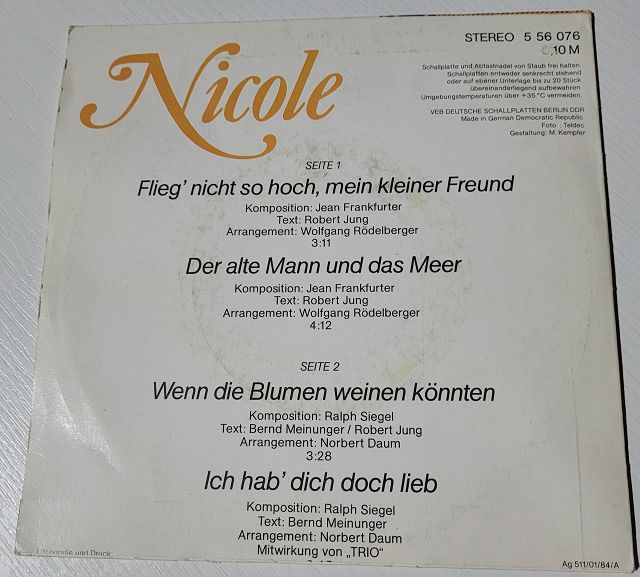 Nicole
STEREO 5 56 076
10 M
Schallplatte und Abtastnadel von Staub frei halten.
Schallplatten entweder senkrecht stehend
oder auf ebener Unterlage bis zu 20 Stück
übereinanderliegend aufbewahren.
Umgebungstemperaturen über +35 °C vermeiden.
VEB DEUTSCHE SCHALLPLATTEN BERLIN DDR
Made in German Democratic Republic
Foto : Teldec
Gestaltung: M. Kempfer
SEITE 1
Flieg' nicht so hoch, mein kleiner Freund
Komposition: Jean Frankfurter
Text: Robert Jung
Arrangement: Wolfgang Rödelberger
3:11
Der alte Mann und das Meer
Komposition: Jean Frankfurter
Text: Robert Jung
Arrangement: Wolfgang Rödelberger
4:12
SEITE 2
Wenn die Blumen weinen könnten
Komposition: Ralph Siegel
Text: Bernd Meinunger / Robert Jung
Arrangement: Norbert Daum
3:28
Ich hab' dich doch lieb
Komposition: Ralph Siegel
Text: Bernd Meinunger
Arrangement: Norbert Daum
Mitwirkung von „TRIO“
und Druck:
Ag 511/01/84/A